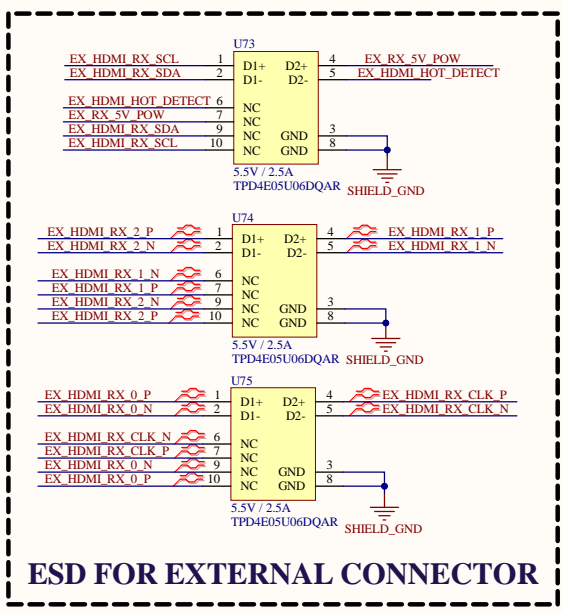 U73
EX_HDMI_RX_SCL 1 D1+ D2+ 4 EX_RX_5V_POW
EX_HDMI_RX_SDA 2 D1- D2- 5 EX_HDMI_HOT_DETECT
EX_HDMI_HOT_DETECT 6 NC
EX_RX_5V_POW 7 NC
EX_HDMI_RX_SDA 9 NC GND 3
EX_HDMI_RX_SCL 10 NC GND 8
5.5V / 2.5A
TPD4E05U06DQAR SHIELD_GND
U74
EX_HDMI_RX_2_P 1 D1+ D2+ 4 EX_HDMI_RX_1_P
EX_HDMI_RX_2_N 2 D1- D2- 5 EX_HDMI_RX_1_N
EX_HDMI_RX_1_N 6 NC
EX_HDMI_RX_1_P 7 NC
EX_HDMI_RX_2_N 9 NC GND 3
EX_HDMI_RX_2_P 10 NC GND 8
5.5V / 2.5A
TPD4E05U06DQAR SHIELD_GND
U75
EX_HDMI_RX_0_P 1 D1+ D2+ 4 EX_HDMI_RX_CLK_P
EX_HDMI_RX_0_N 2 D1- D2- 5 EX_HDMI_RX_CLK_N
EX_HDMI_RX_CLK_N 6 NC
EX_HDMI_RX_CLK_P 7 NC
EX_HDMI_RX_0_N 9 NC GND 3
EX_HDMI_RX_0_P 10 NC GND 8
5.5V / 2.5A
TPD4E05U06DQAR SHIELD_GND
ESD FOR EXTERNAL CONNECTOR